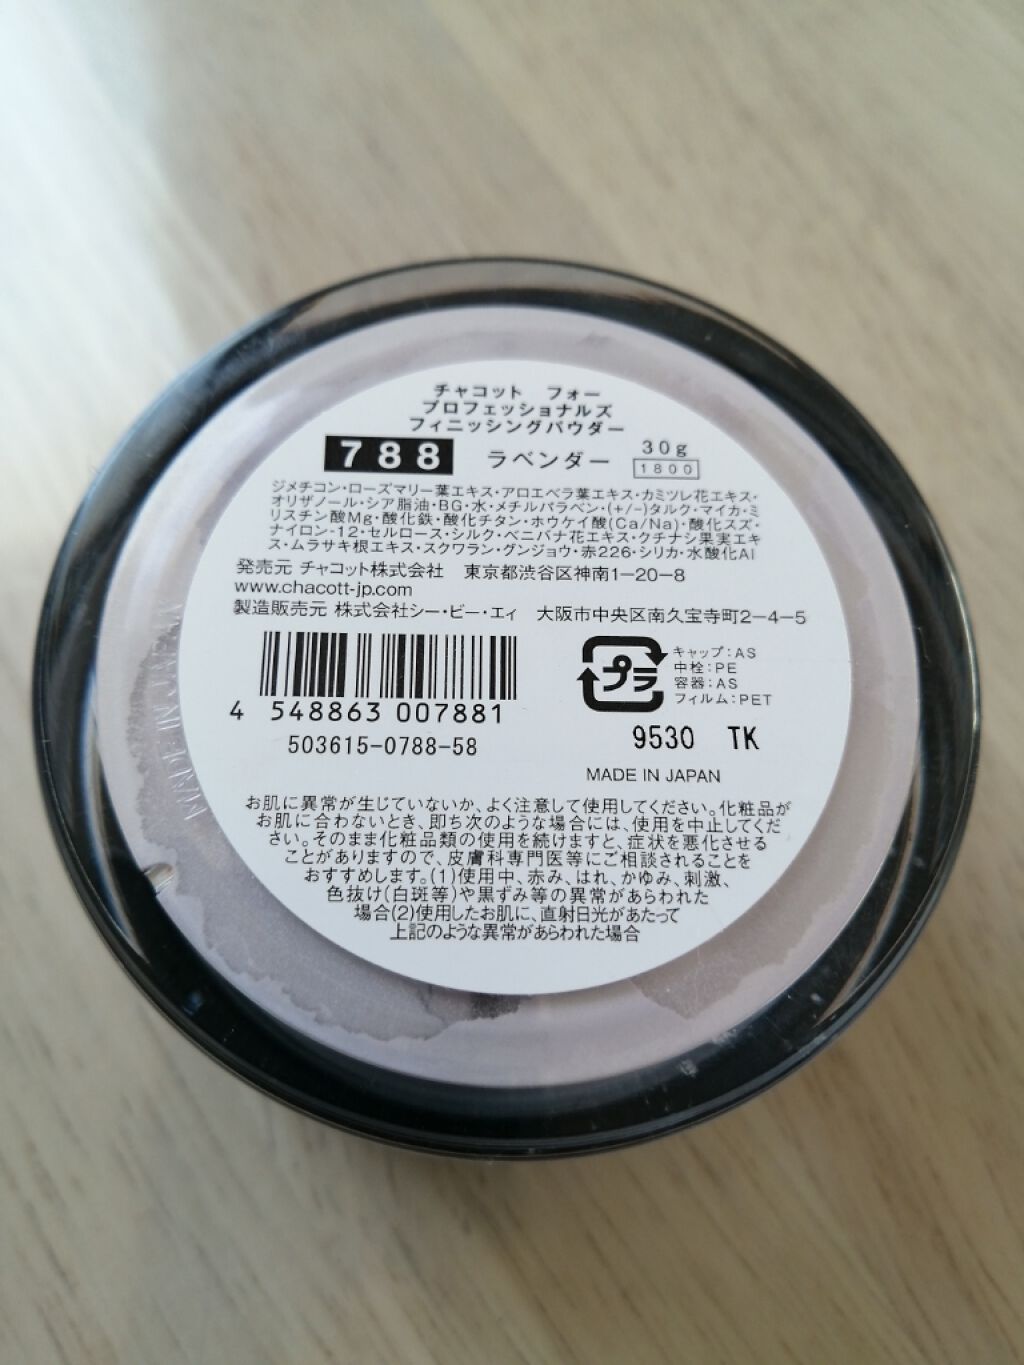 チャコット　フォー
プロフェッショナルズ
フィニッシングパウダー
788 ラベンダー 30g
1800
ジメチコン・ローズマリー葉エキス・アロエベラ葉エキス・カミツレ花エキス・
オリザノール・シア脂油・BG・水・メチルパラベン・(+/-)タルク・マイカ・ミ
リスチン酸Mg・酸化鉄・酸化チタン・ホウケイ酸(Ca/Na)・酸化スズ・
ナイロン-12・セルロース・シルク・ベニバナ花エキス・クチナシ果実エキ
ス・ムラサキ根エキス・スクワラン・グンジョウ・赤226・シリカ・水酸化Al
発売元 チャコット株式会社　東京都渋谷区神南1-20-8
www.chacott-jp.com
製造販売元 株式会社シー・ビー・エィ　大阪市中央区南久宝寺町2-4-5
プラ
キャップ：AS
中栓：PE
容器：AS
フィルム：PET
4 548863 007881
503615-0788-58
9530 TK
MADE IN JAPAN
お肌に異常が生じていないか、よく注意して使用してください。化粧品が
お肌に合わないとき、即ち次のような場合には、使用を中止してくだ
さい。そのまま化粧品類の使用を続けますと、症状を悪化させる
ことがありますので、皮膚科専門医等にご相談されることを
おすすめします。(1)使用中、赤み、はれ、かゆみ、刺激、
色抜け(白斑等)や黒ずみ等の異常があらわれた
場合(2)使用したお肌に、直射日光があたって
上記のような異常があらわれた場合